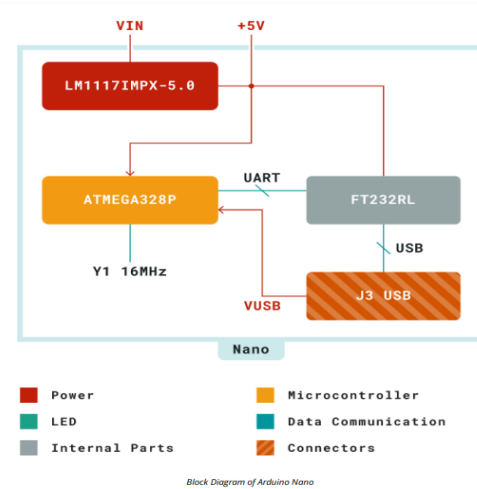 VIN +5V
LM1117IMPX-5.0
UART
ATMEGA328P FT232RL
USB
Y1 16MHz
J3 USB
VUSB
Nano
Power Microcontroller
LED Data Communication
Internal Parts Connectors
Block Diagram of Arduino Nano